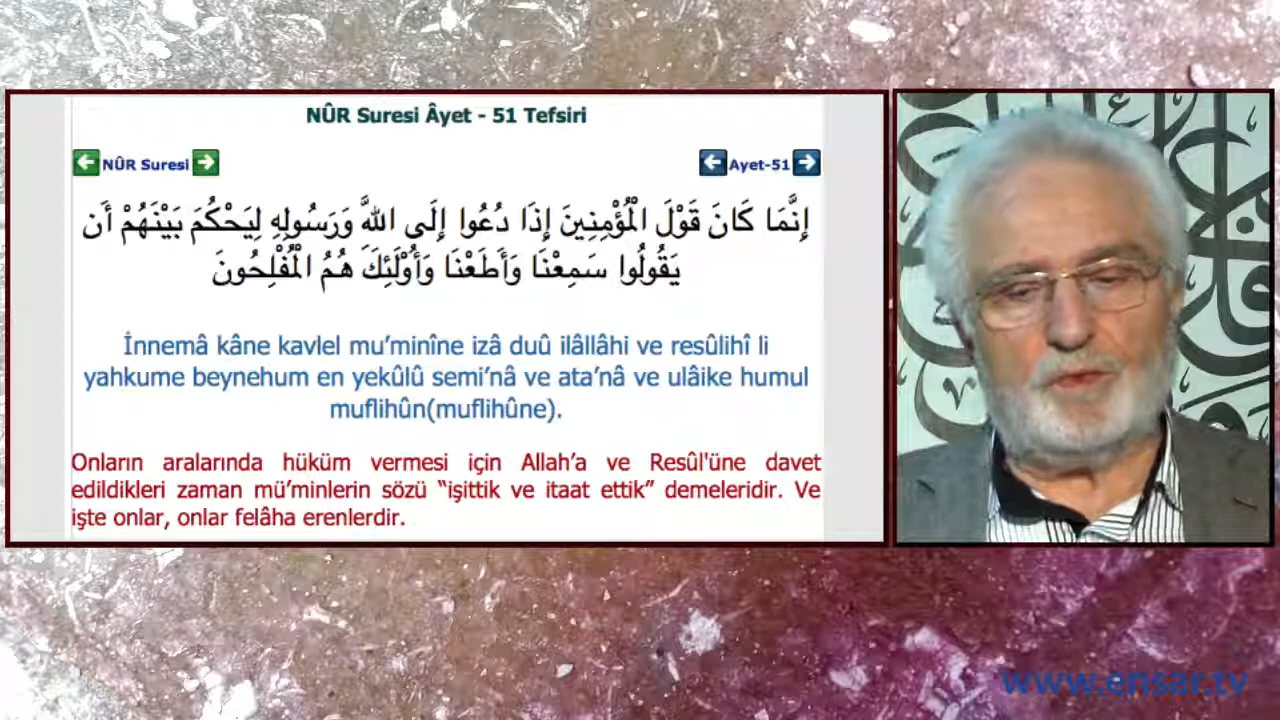 NÛR Suresi Âyet - 51 Tefsiri
NÛR Suresi
Ayet-51
إِنَّمَا كَانَ قَوْلَ الْمُؤْمِنِينَ إِذَا دُعُوا إِلَى اللَّهِ وَرَسُولِهِ لِيَحْكُمَ بَيْنَهُمْ أَن
يَقُولُوا سَمِعْنَا وَأَطَعْنَا وَأُوْلَئِكَ هُمُ الْمُفْلِحُونَ
İnnemâ kâne kavlel mu’minîne izâ duû ilâllâhi ve resûlihî li
yahkume beynehum en yekûlû semi’nâ ve ata’nâ ve ulâike humul
muflihûn(muflihûne).
Onların aralarında hüküm vermesi için Allah’a ve Resûl'üne davet
edildikleri zaman mü’minlerin sözü “işittik ve itaat ettik” demeleridir. Ve
işte onlar, onlar felâha erenlerdir.
www.ensar.tv